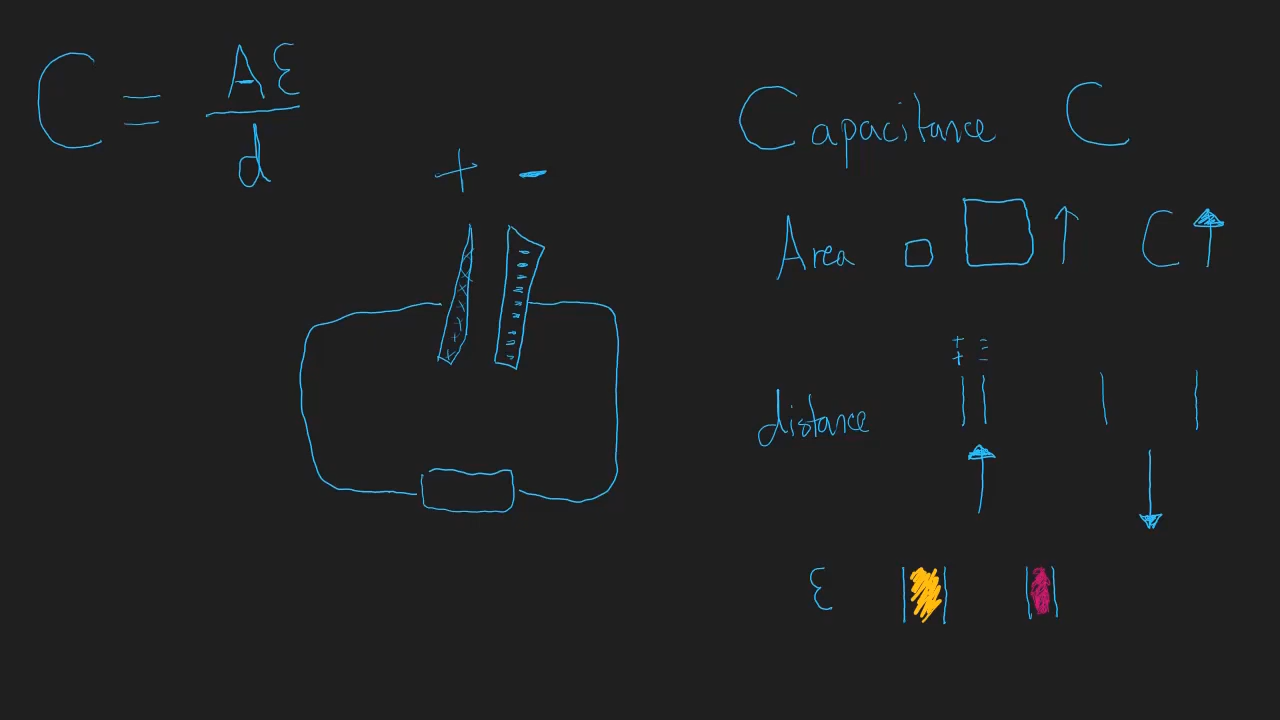 C = Aε/d
+ -
Capacitance C
Area ↑ C ↑
+ =
+ =
distance
ε